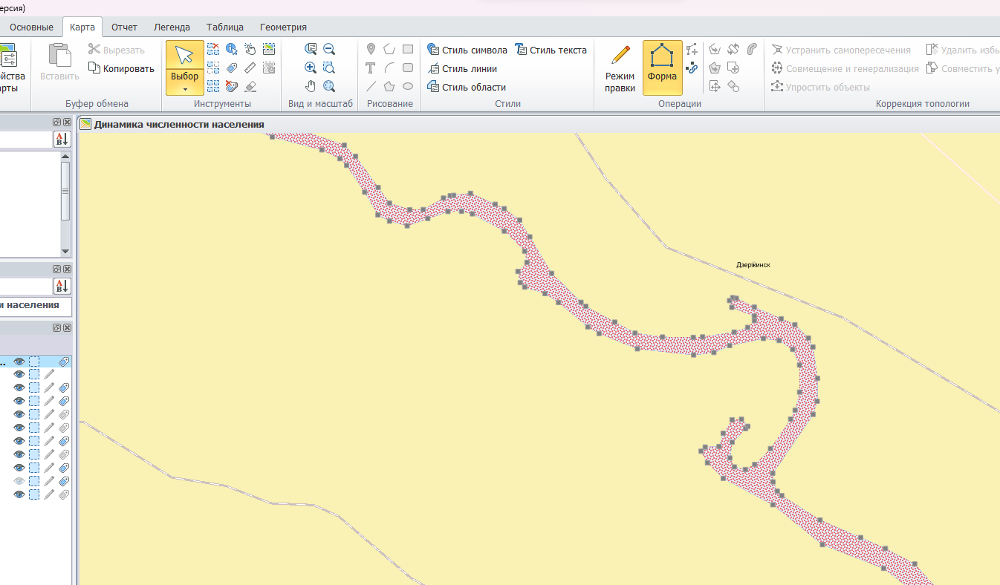 ерсия)
Основные Карта Отчет Легенда Таблица Геометрия
йства
арты
Вставить
Вырезать
Копировать
Буфер обмена
Выбор
Инструменты
Вид и масштаб
T
Рисование
Стиль символа
Стиль текста
Стиль линии
Стиль области
Стили
Режим
правки
Форма
Операции
Устранить самопересечения
Удалить избы
Совмещение и генерализация
Совместить у
Упростить объекты
Коррекция топологии
Динамика численности населения
A
B
A
B
и населения
..
Дзержинск